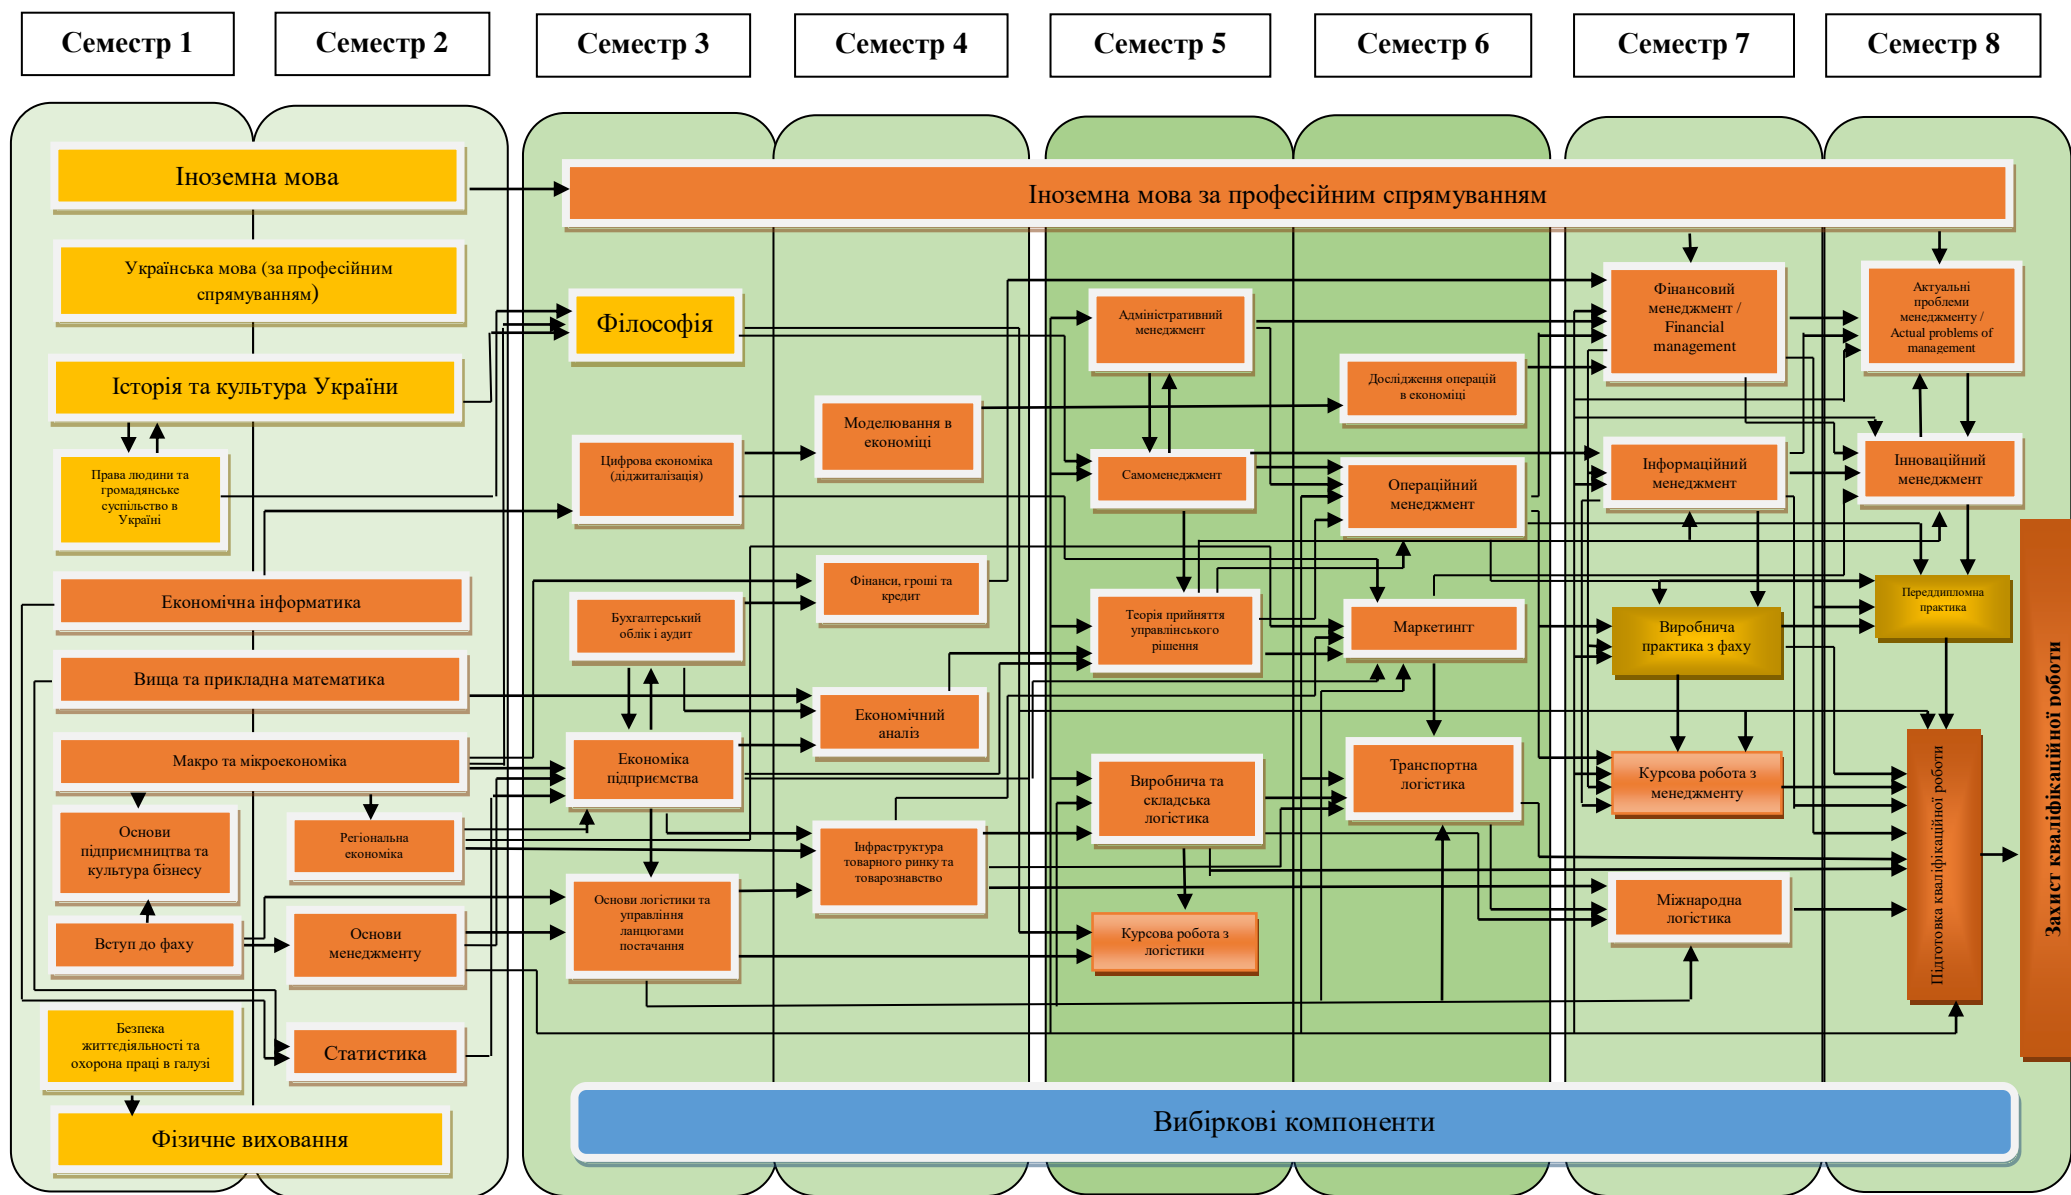 Семестр 1
Семестр 2
Семестр 3
Семестр 4
Семестр 5
Семестр 6
Семестр 7
Семестр 8
Іноземна мова
Українська мова (за професійним
спрямуванням)
Історія та культура України
Права людини та
громадянське
суспільство в
Україні
Економічна інформатика
Вища та прикладна математика
Макро та мікроекономіка
Основи
підприємництва та
культура бізнесу
Регіональна
економіка
Вступ до фаху
Основи
менеджменту
Безпека
життєдіяльності та
охорона праці в галузі
Статистика
Фізичне виховання
Іноземна мова за професійним спрямуванням
Філософія
Цифрова економіка
(діджиталізація)
Бухгалтерський
облік і аудит
Економіка
підприємства
Основи логістики та
управління
ланцюгами
постачання
Моделювання в
економіці
Фінанси, гроші та
кредит
Економічний
аналіз
Інфраструктура
товарного ринку та
товарознавство
Адміністративний
менеджмент
Самоменеджмент
Теорія прийняття
управлінського
рішення
Виробнича та
складська
логістика
Курсова робота з
логістики
Дослідження операцій
в економіці
Операційний
менеджмент
Маркетингг
Транспортна
логістика
Фінансовий
менеджмент /
Financial
management
Інформаційний
менеджмент
Виробнича
практика з фаху
Курсова робота з
менеджменту
Міжнародна
логістика
Актуальні
проблеми
менеджменту /
Actual problems of
management
Інноваційний
менеджмент
Переддипломна
практика
Підготовка кваліфікаційної роботи
Захист кваліфікаційної роботи
Вибіркові компоненти